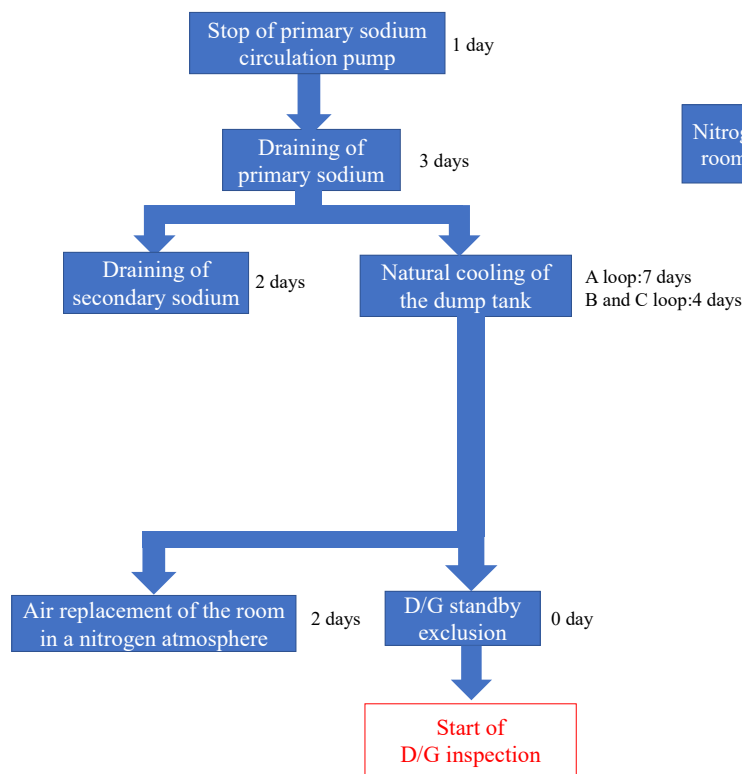 Stop of primary sodium
circulation pump
1 day
Draining of
primary sodium
3 days
Nitrog
room
Draining of
secondary sodium
2 days
Natural cooling of
the dump tank
A loop:7 days
B and C loop:4 days
Air replacement of the room
in a nitrogen atmosphere
2 days
D/G standby
exclusion
0 day
Start of
D/G inspection